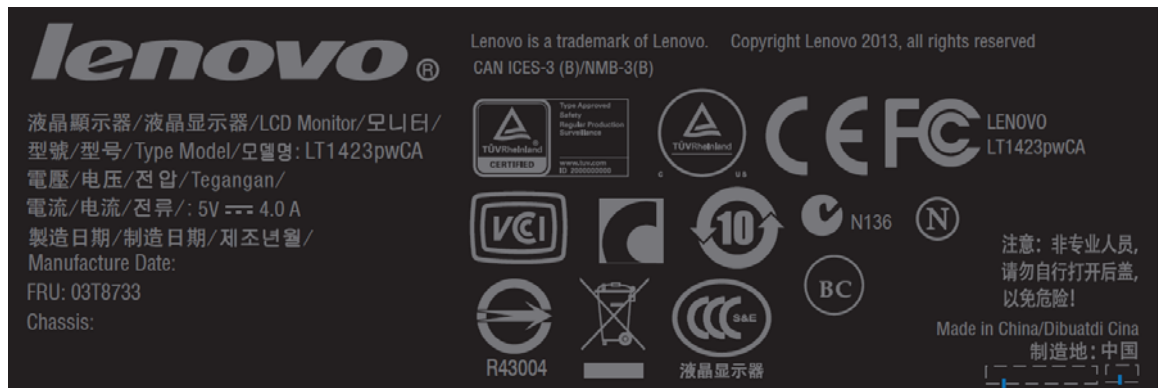 lenovo®
液晶顯示器/液晶显示器/LCD Monitor/모니터/
型號/型号/Type Model/모델명: LT1423pwCA
電壓/电压/전압/Tegangan/
電流/电流/전류/: 5V ⎓ 4.0 A
製造日期/制造日期/제조년월/
Manufacture Date:
FRU: 03T8733
Chassis:
Lenovo is a trademark of Lenovo. Copyright Lenovo 2013, all rights reserved
CAN ICES-3 (B)/NMB-3(B)
TÜVRheinland®
CERTIFIED
Type Approved
Safety
Regular Production
Surveillance
www.tuv.com
ID 2000000000
TÜVRheinland
C US
CE
FC
LENOVO
LT1423pwCA
VCI
10
N136
N
BC
R43004
S&E
液晶显示器
注意: 非专业人员,
请勿自行打开后盖,
以免危险!
Made in China/Dibuatdi Cina
制造地: 中国